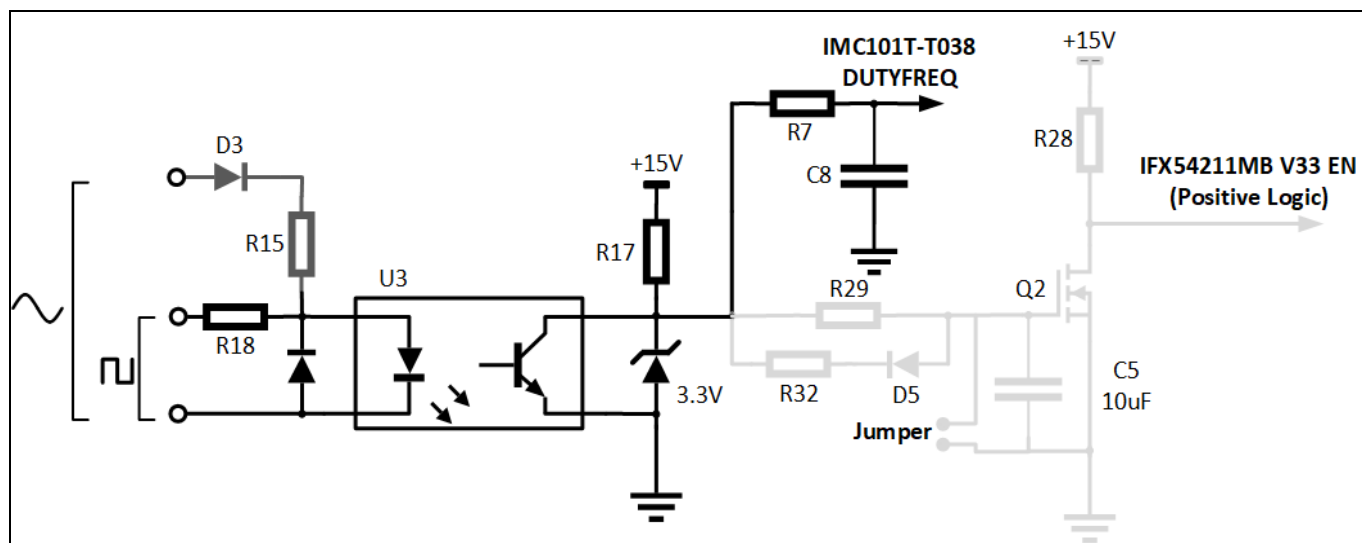 IMC101T-T038
DUTYFREQ
+15V
R7
R28
D3
+15V
C8
IFX54211MB V33 EN
(Positive Logic)
R15
R17
U3
R29
Q2
R18
3.3V
R32
D5
C5
10uF
Jumper